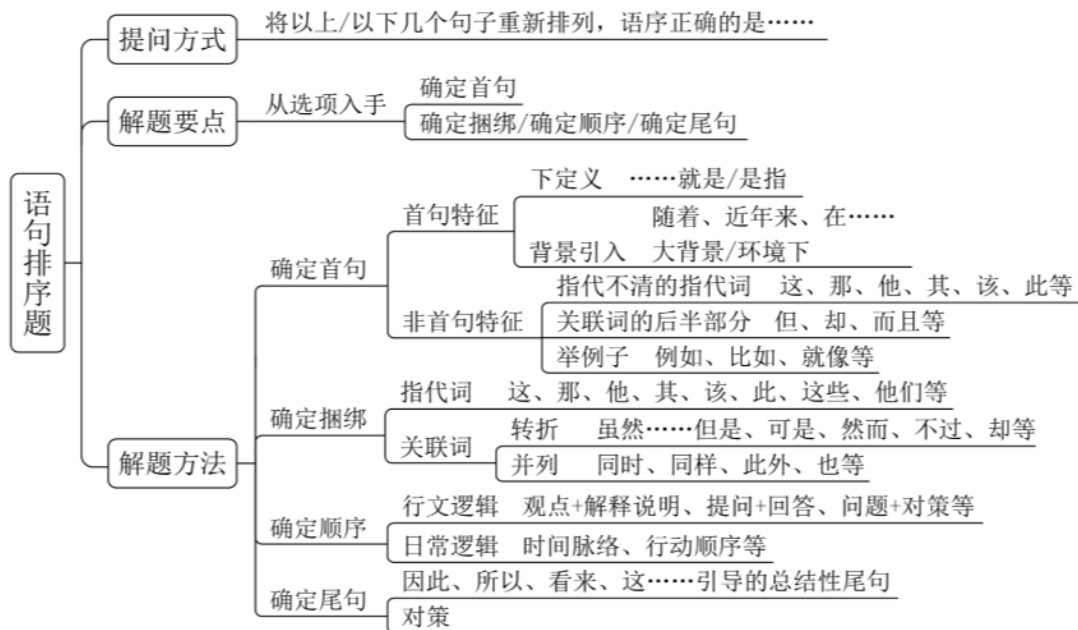 语句排序题
提问方式
将以上/以下几个句子重新排列，语序正确的是……
解题要点
从选项入手
确定首句
确定捆绑/确定顺序/确定尾句
解题方法
确定首句
首句特征
下定义 ……就是/是指
随着、近年来、在……
背景引入 大背景/环境下
非首句特征
指代不清的指代词 这、那、他、其、该、此等
关联词的后半部分 但、却、而且等
举例子 例如、比如、就像等
确定捆绑
指代词 这、那、他、其、该、此、这些、他们等
关联词
转折 虽然……但是、可是、然而、不过、却等
并列 同时、同样、此外、也等
确定顺序
行文逻辑 观点+解释说明、提问+回答、问题+对策等
日常逻辑 时间脉络、行动顺序等
确定尾句
因此、所以、看来、这……引导的总结性尾句
对策